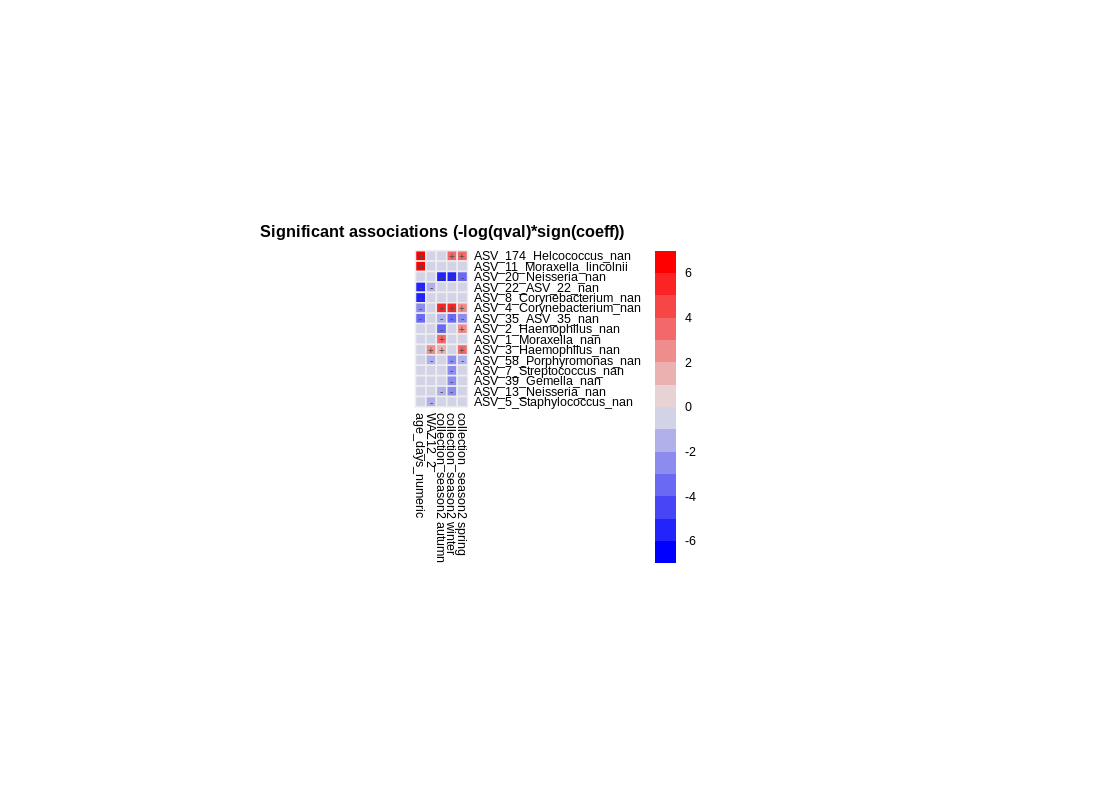 Significant associations (-log(qval)*sign(coeff))
ASV_174_Helcococcus_nan
ASV_11_Moraxella_lincolnii
ASV_20_Neisseria_nan
ASV_22_ASV_22_nan
ASV_8_Corynebacterium_nan
ASV_4_Corynebacterium_nan
ASV_35_ASV_35_nan
ASV_2_Haemophilus_nan
ASV_1_Moraxella_nan
ASV_3_Haemophilus_nan
ASV_58_Porphyromonas_nan
ASV_7_Streptococcus_nan
ASV_39_Gemella_nan
ASV_13_Neisseria_nan
ASV_5_Staphylococcus_nan
age_days_numeric
WAZ12_2
collection_season2 autumn
collection_season2 winter
collection_season2 spring
6
4
2
0
-2
-4
-6